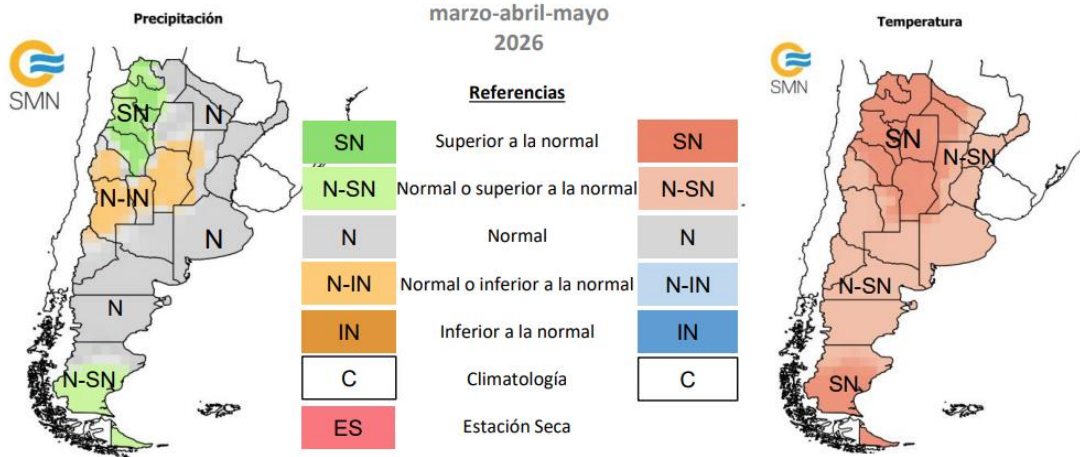 marzo-abril-mayo
2026
Precipitación
SMN
SN
N
N-IN
N
N
N-SN
Referencias
SN Superior a la normal SN
N-SN Normal o superior a la normal N-SN
N Normal N
N-IN Normal o inferior a la normal N-IN
IN Inferior a la normal IN
C Climatología C
ES Estación Seca
Temperatura
SMN
SN
N-SN
N-SN
SN